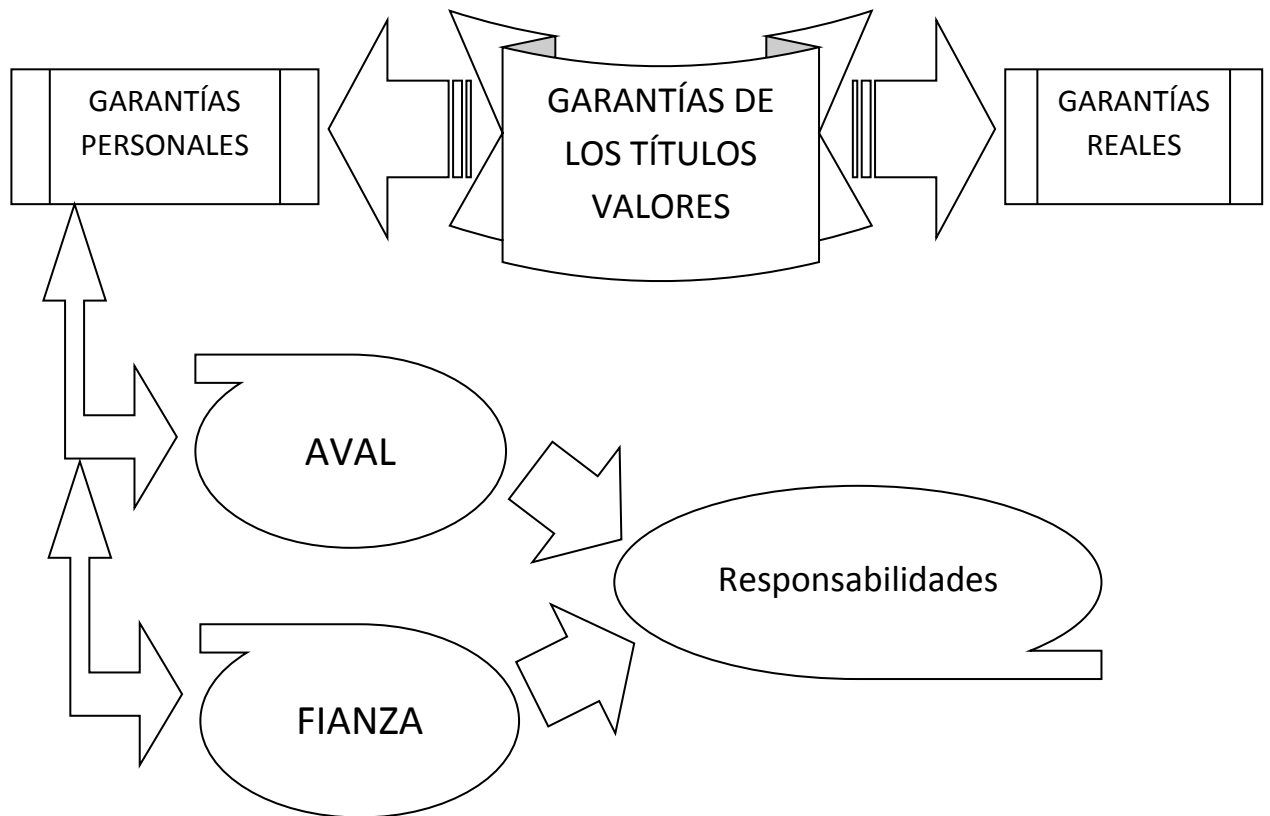 GARANTÍAS
PERSONALES
GARANTÍAS DE
LOS TÍTULOS
VALORES
GARANTÍAS
REALES
AVAL
Responsabilidades
FIANZA